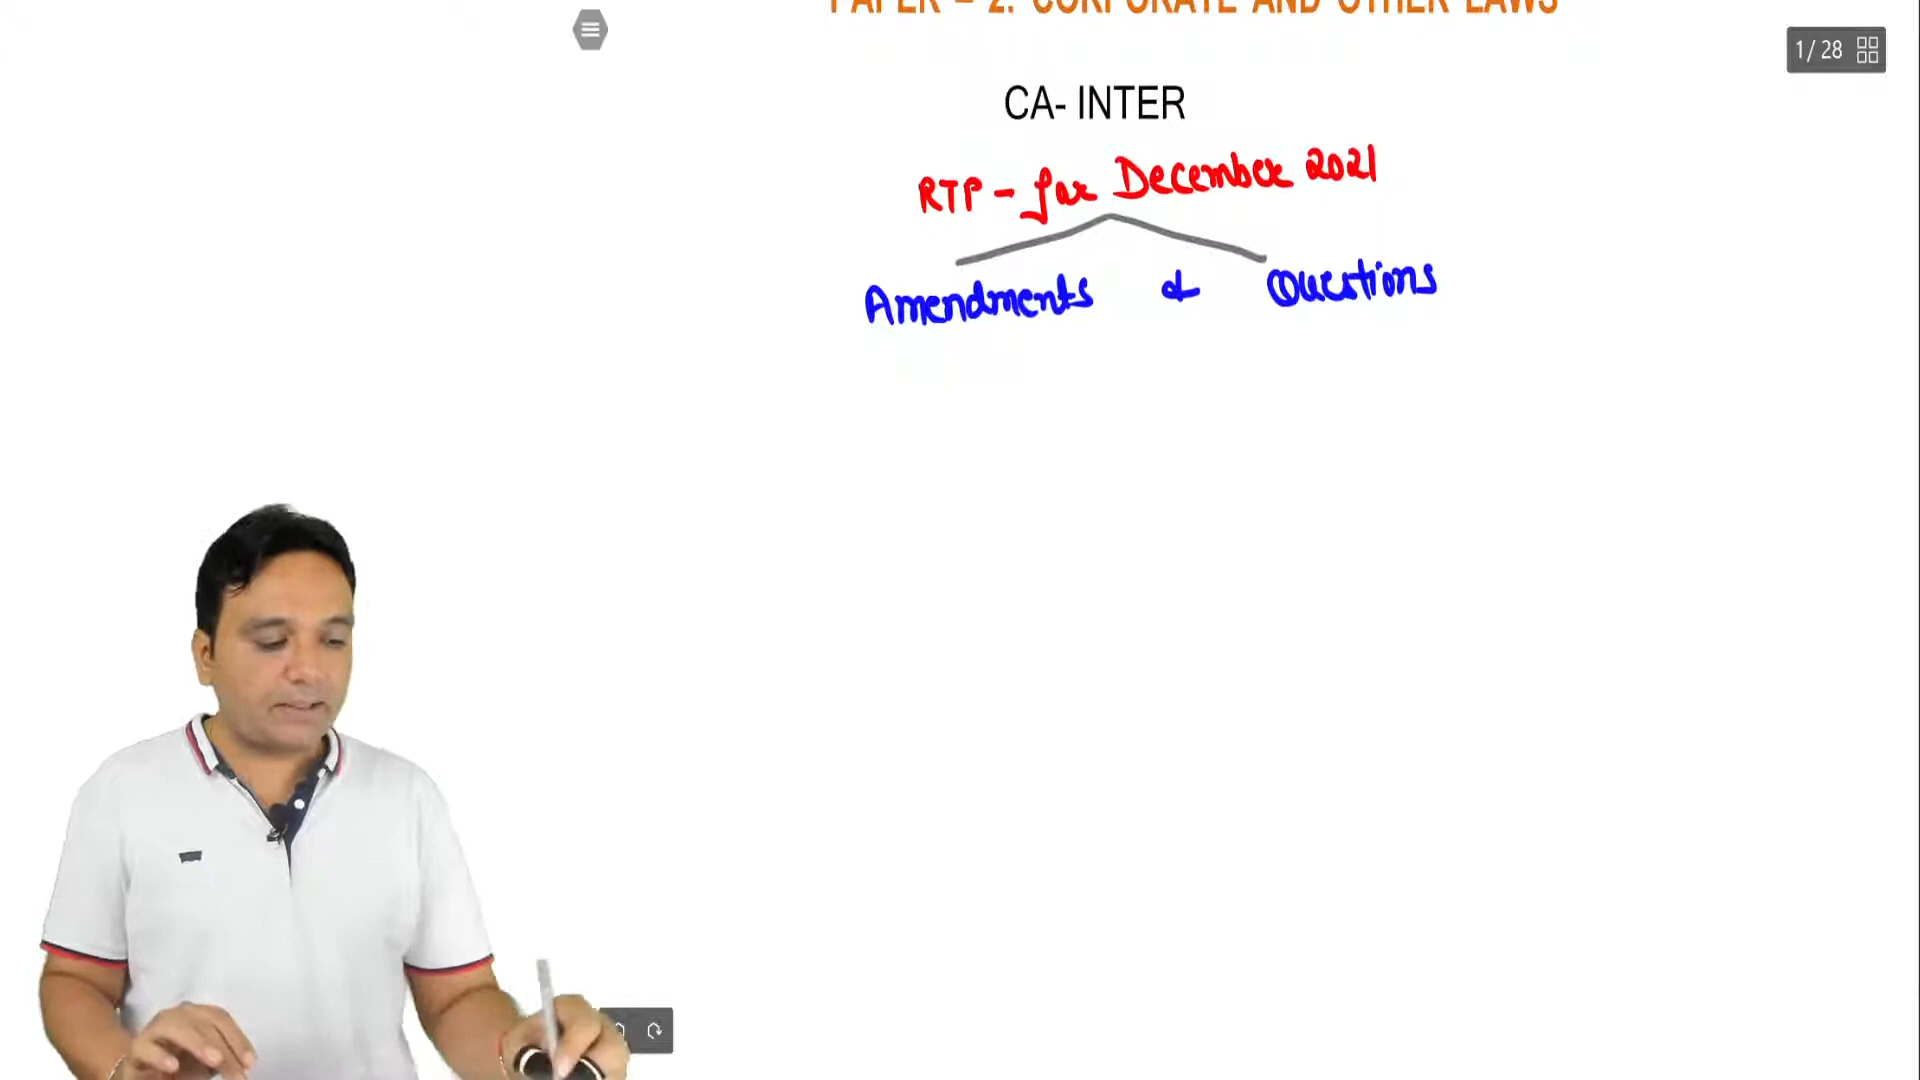 PAPER – 2: CORPORATE AND OTHER LAWS
1/ 28
CA- INTER
RTP - for December 2021
Amendments & Questions